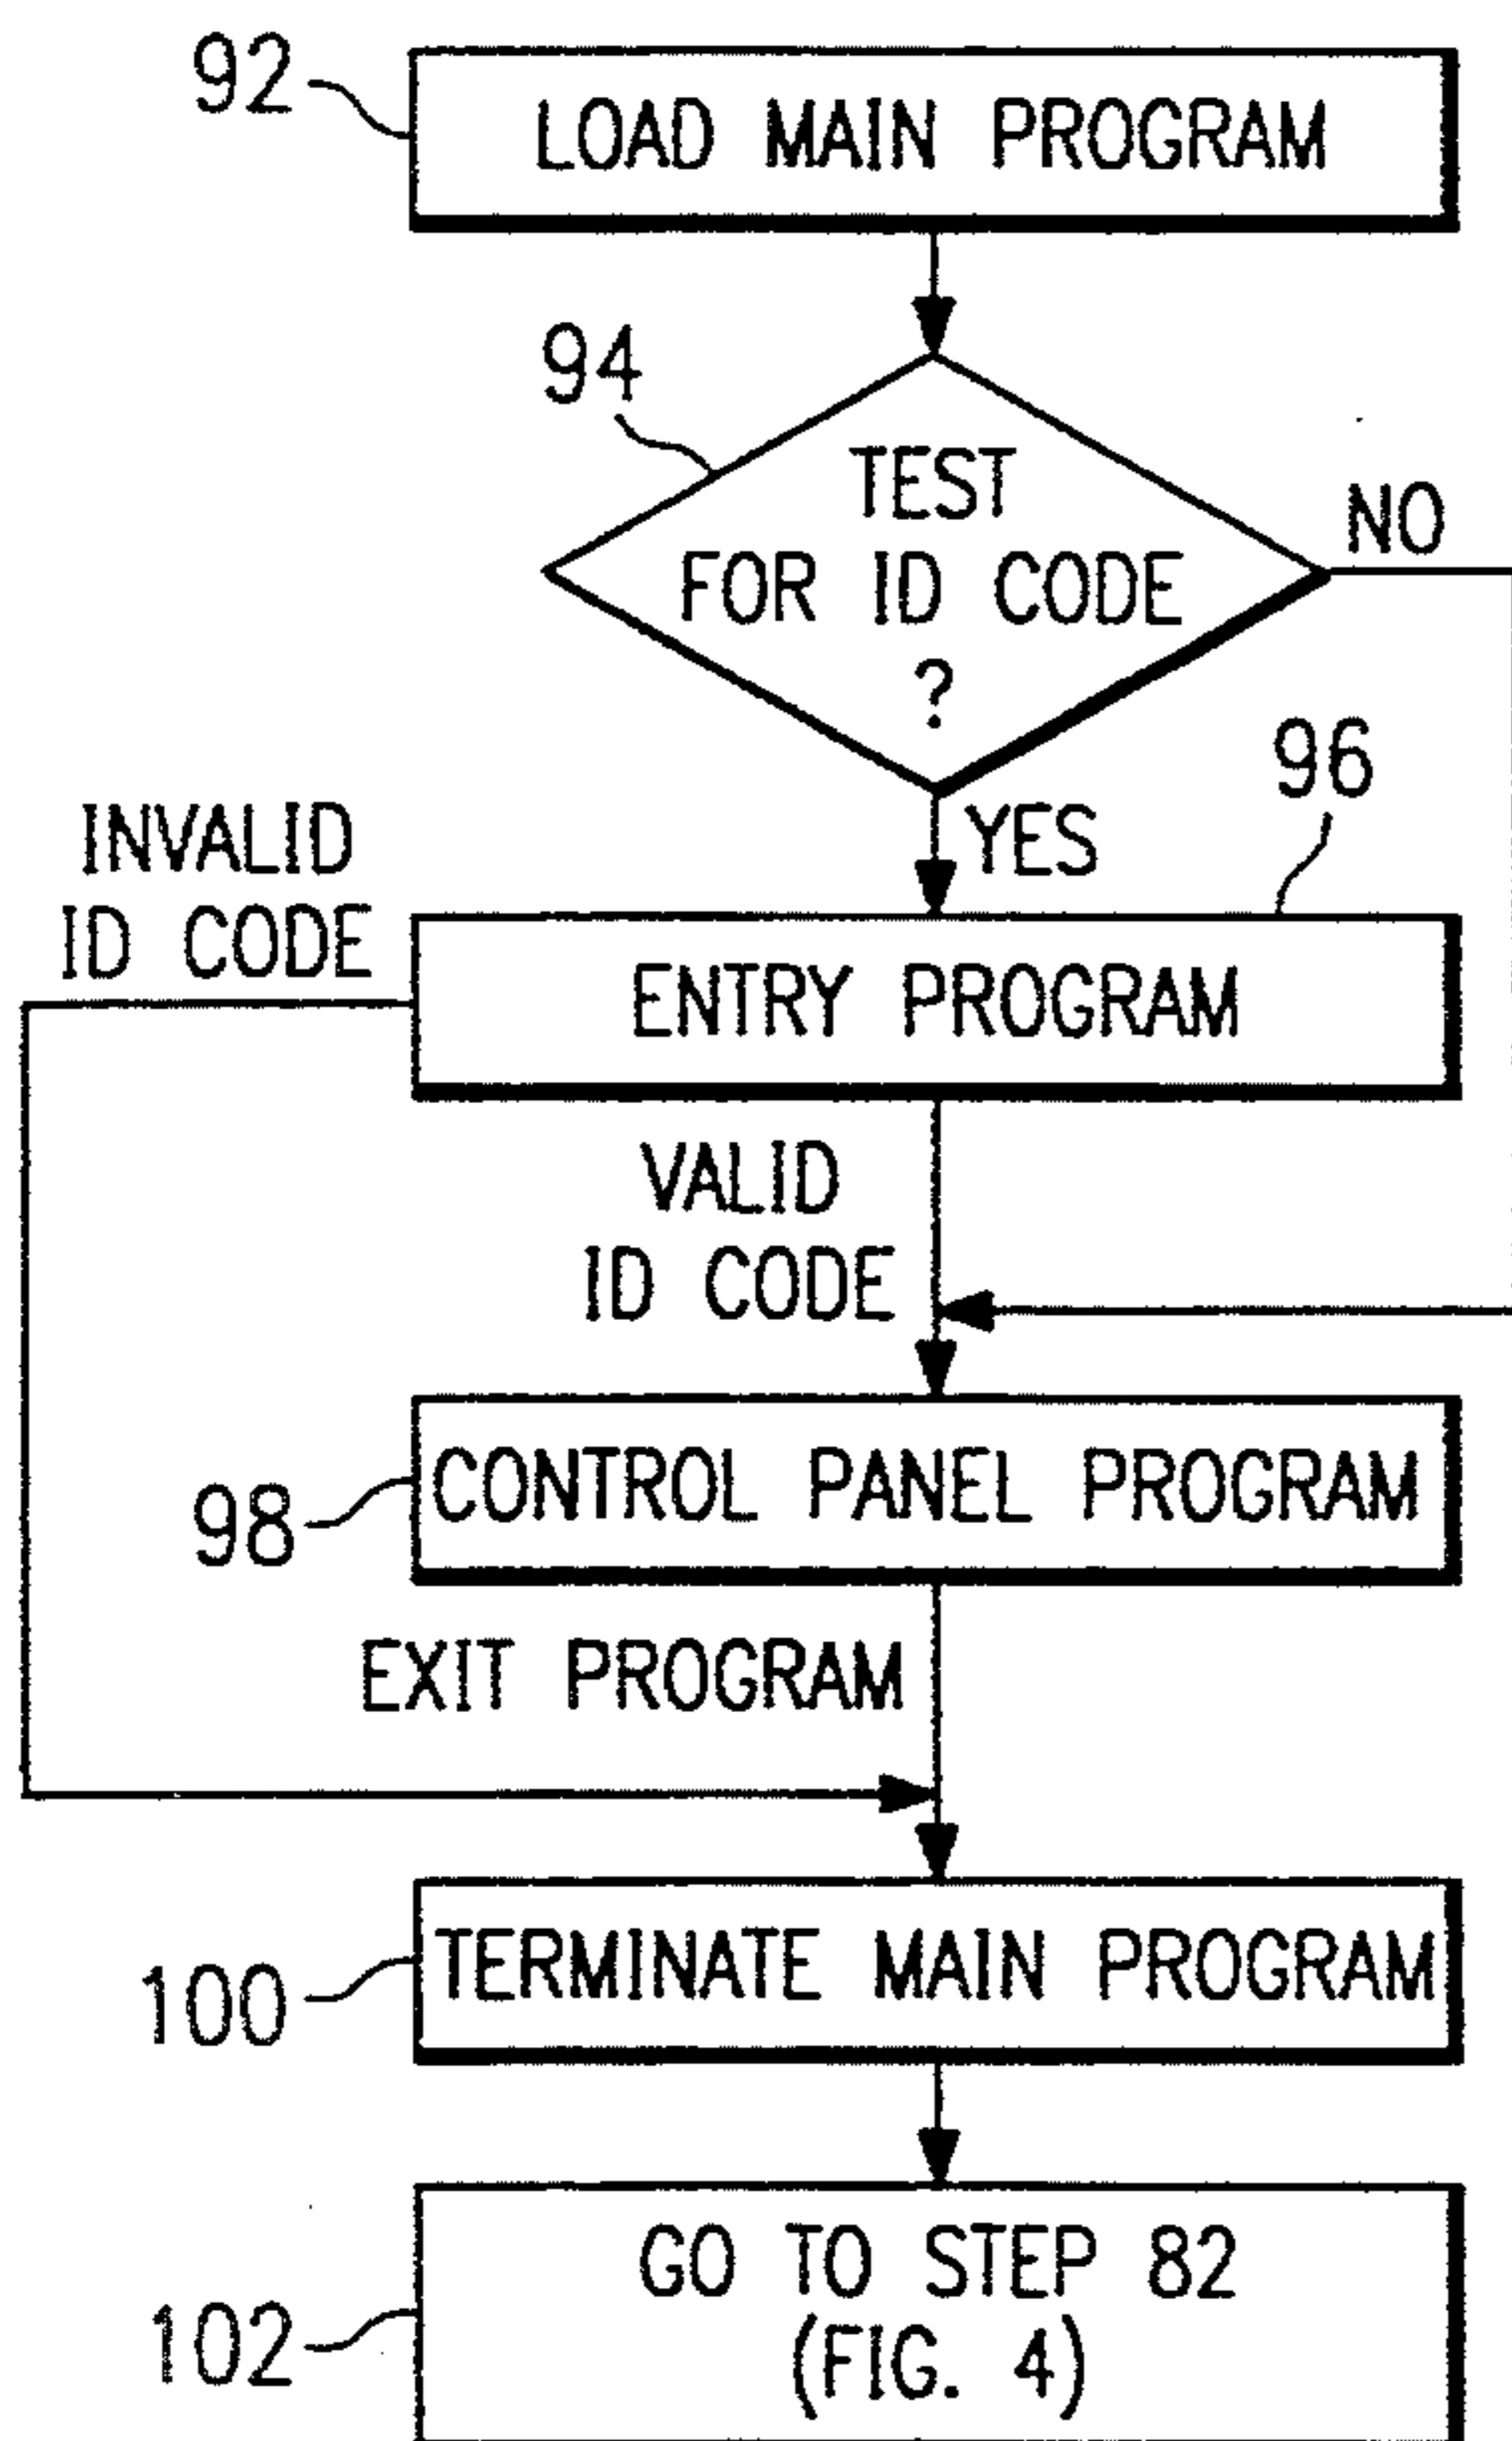 92
LOAD MAIN PROGRAM
94
TEST
FOR ID CODE
?
NO
YES
96
INVALID
ID CODE
ENTRY PROGRAM
VALID
ID CODE
98
CONTROL PANEL PROGRAM
EXIT PROGRAM
100
TERMINATE MAIN PROGRAM
102
GO TO STEP 82
(FIG. 4)